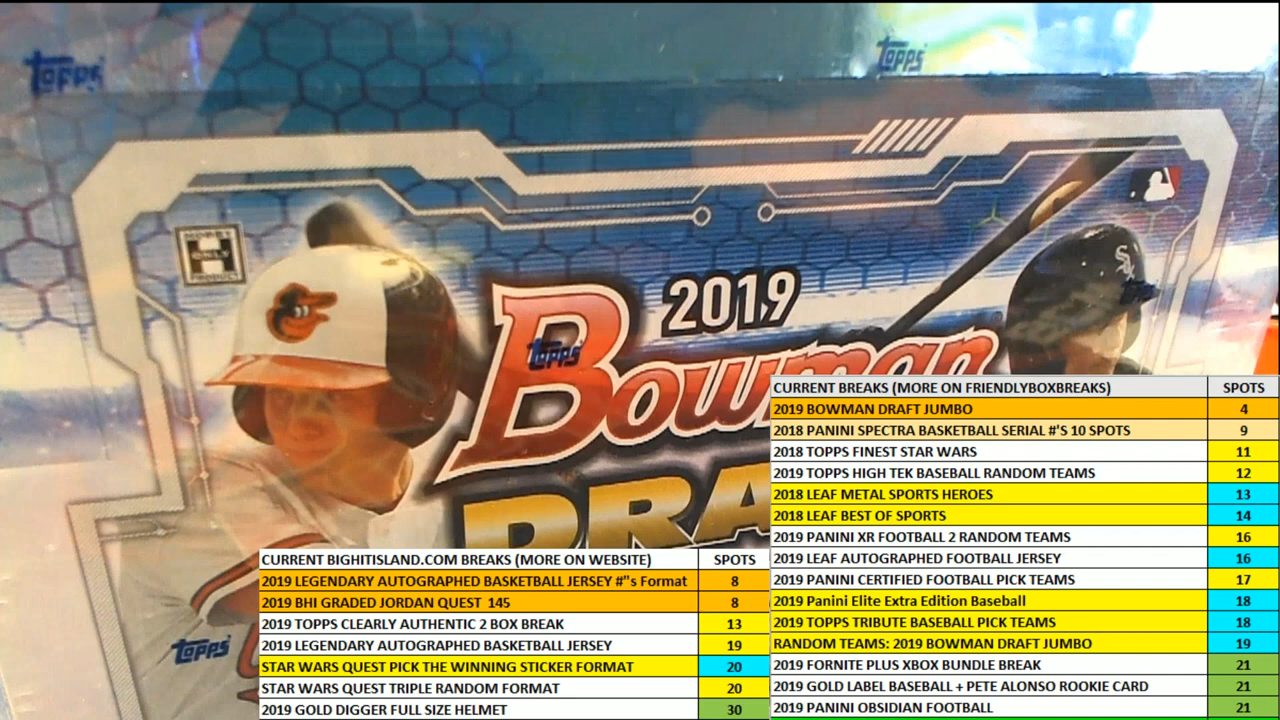 TOPPS
TOPPS
HOBBY
ONLY
PRODUCT
2019
TOPPS
Bowman
DRA
TOPPS
CURRENT BREAKS (MORE ON FRIENDLYBOXBREAKS) SPOTS
2019 BOWMAN DRAFT JUMBO 4
2018 PANINI SPECTRA BASKETBALL SERIAL #'S 10 SPOTS 9
2018 TOPPS FINEST STAR WARS 11
2019 TOPPS HIGH TEK BASEBALL RANDOM TEAMS 12
2018 LEAF METAL SPORTS HEROES 13
2018 LEAF BEST OF SPORTS 14
2019 PANINI XR FOOTBALL 2 RANDOM TEAMS 16
2019 LEAF AUTOGRAPHED FOOTBALL JERSEY 16
2019 PANINI CERTIFIED FOOTBALL PICK TEAMS 17
2019 Panini Elite Extra Edition Baseball 18
2019 TOPPS TRIBUTE BASEBALL PICK TEAMS 18
RANDOM TEAMS: 2019 BOWMAN DRAFT JUMBO 19
2019 FORNITE PLUS XBOX BUNDLE BREAK 21
2019 GOLD LABEL BASEBALL + PETE ALONSO ROOKIE CARD 21
2019 PANINI OBSIDIAN FOOTBALL 21
CURRENT BIGHITISLAND.COM BREAKS (MORE ON WEBSITE) SPOTS
2019 LEGENDARY AUTOGRAPHED BASKETBALL JERSEY #"s Format 8
2019 BHI GRADED JORDAN QUEST 145 8
2019 TOPPS CLEARLY AUTHENTIC 2 BOX BREAK 13
2019 LEGENDARY AUTOGRAPHED BASKETBALL JERSEY 19
STAR WARS QUEST PICK THE WINNING STICKER FORMAT 20
STAR WARS QUEST TRIPLE RANDOM FORMAT 20
2019 GOLD DIGGER FULL SIZE HELMET 30